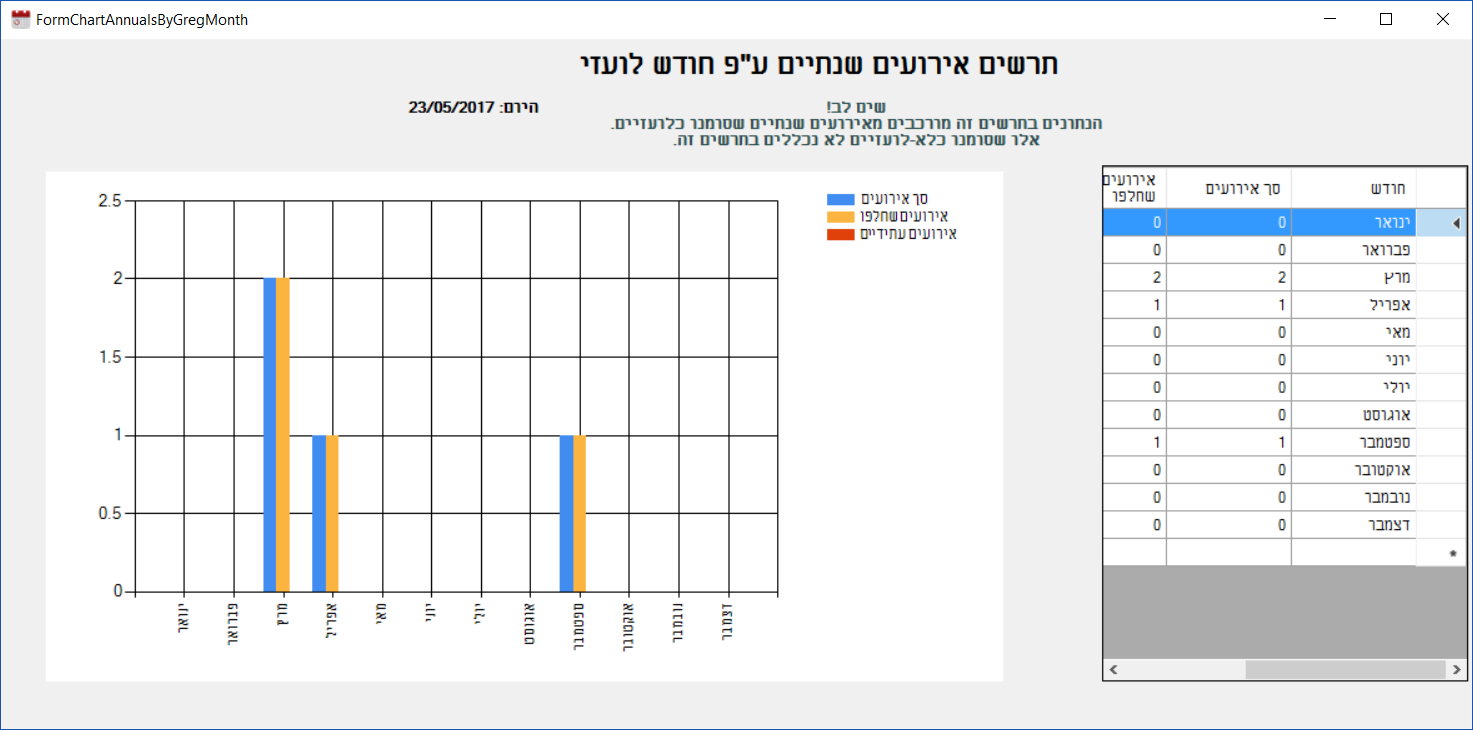 FormChartAnnualsByGregMonth
תרשים אירועים שנתיים ע"פ חודש לועזי
שים לב!
הנתונים בתרשים זה מורכבים מאירועים שנתיים שסומנו כלועזיים.
אלו שסומנו כלא-לועזיים לא נכללים בתרשים זה.
היום: 23/05/2017
סך אירועים
אירועים שחלפו
אירועים עתידיים
2.5
2
1.5
1
0.5
0
ינואר
פברואר
מרץ
אפריל
מאי
יוני
יולי
אוגוסט
ספטמבר
אוקטובר
נובמבר
דצמבר
חודש סך אירועים אירועים שחלפו
ינואר 0 0
פברואר 0 0
מרץ 2 2
אפריל 1 1
מאי 0 0
יוני 0 0
יולי 0 0
אוגוסט 0 0
ספטמבר 1 1
אוקטובר 0 0
נובמבר 0 0
דצמבר 0 0